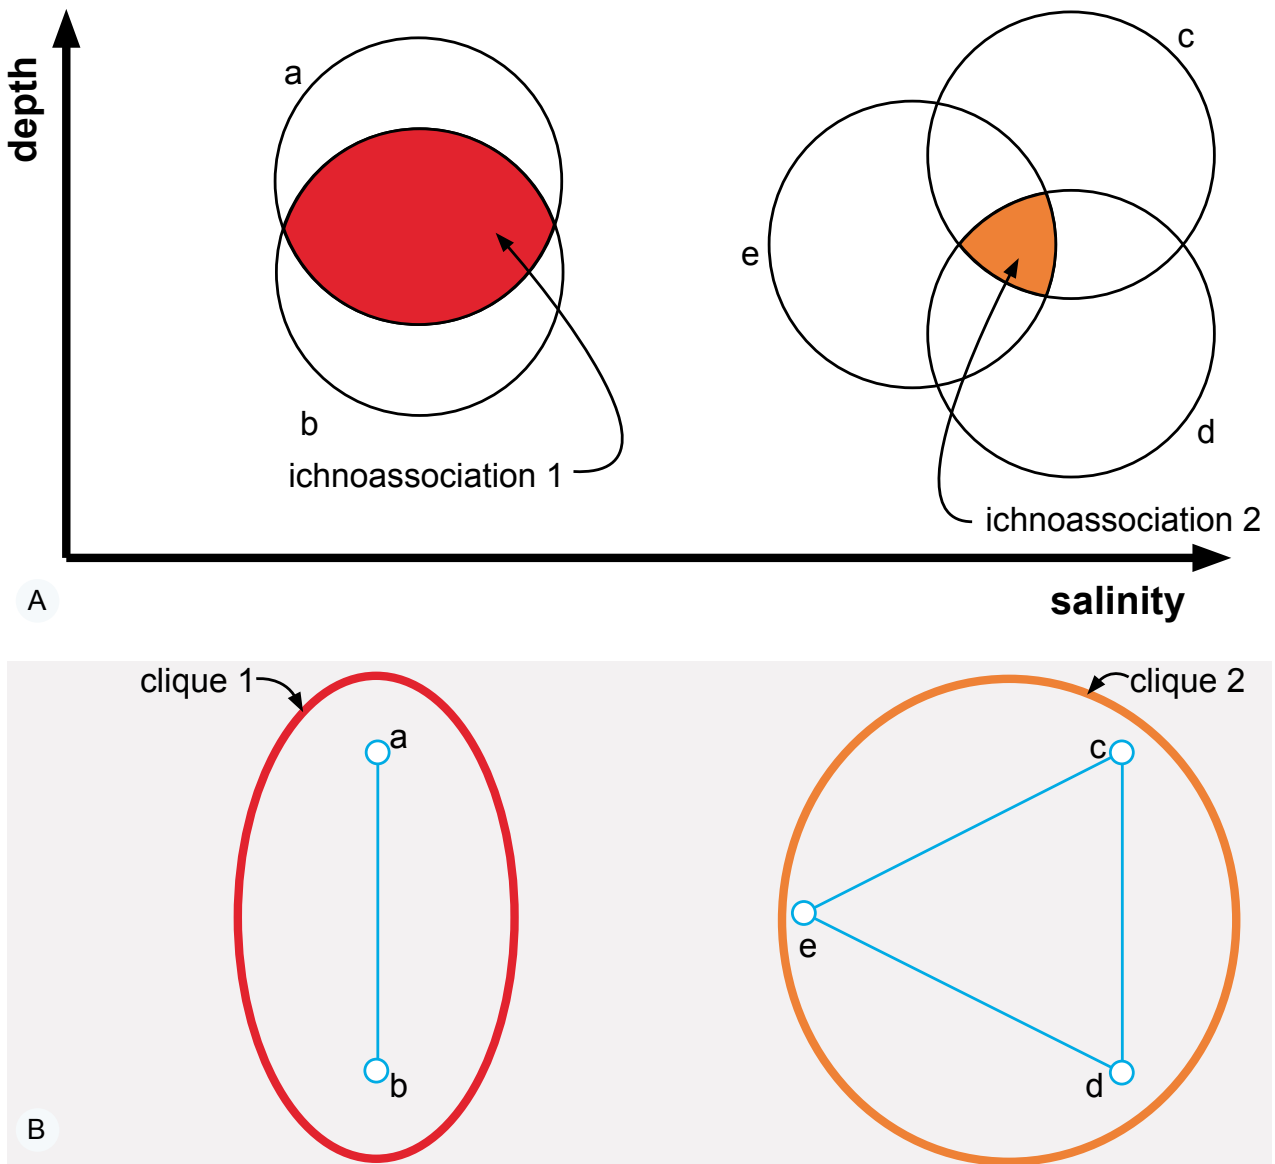 depth
a
c
e
b
d
ichnoassociation 1
ichnoassociation 2
A
salinity
clique 1
clique 2
a
c
e
b
d
B